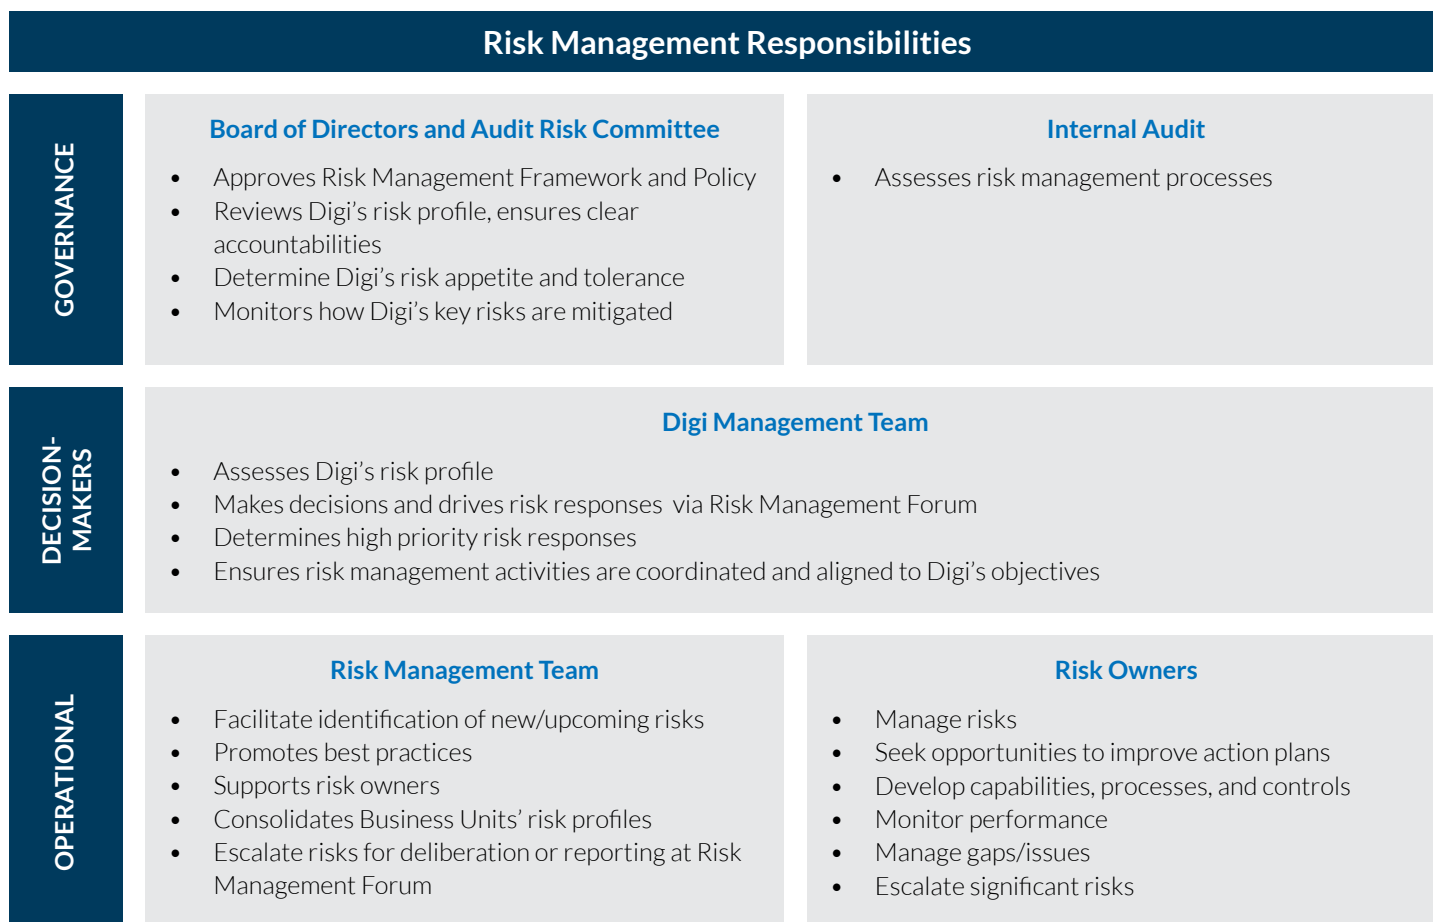 Risk Management Responsibilities
GOVERNANCE
Board of Directors and Audit Risk Committee
• Approves Risk Management Framework and Policy
• Reviews Digi’s risk profile, ensures clear
accountabilities
• Determine Digi’s risk appetite and tolerance
• Monitors how Digi’s key risks are mitigated
Internal Audit
• Assesses risk management processes
DECISION-
MAKERS
Digi Management Team
• Assesses Digi’s risk profile
• Makes decisions and drives risk responses via Risk Management Forum
• Determines high priority risk responses
• Ensures risk management activities are coordinated and aligned to Digi’s objectives
OPERATIONAL
Risk Management Team
• Facilitate identification of new/upcoming risks
• Promotes best practices
• Supports risk owners
• Consolidates Business Units’ risk profiles
• Escalate risks for deliberation or reporting at Risk
Management Forum
Risk Owners
• Manage risks
• Seek opportunities to improve action plans
• Develop capabilities, processes, and controls
• Monitor performance
• Manage gaps/issues
• Escalate significant risks